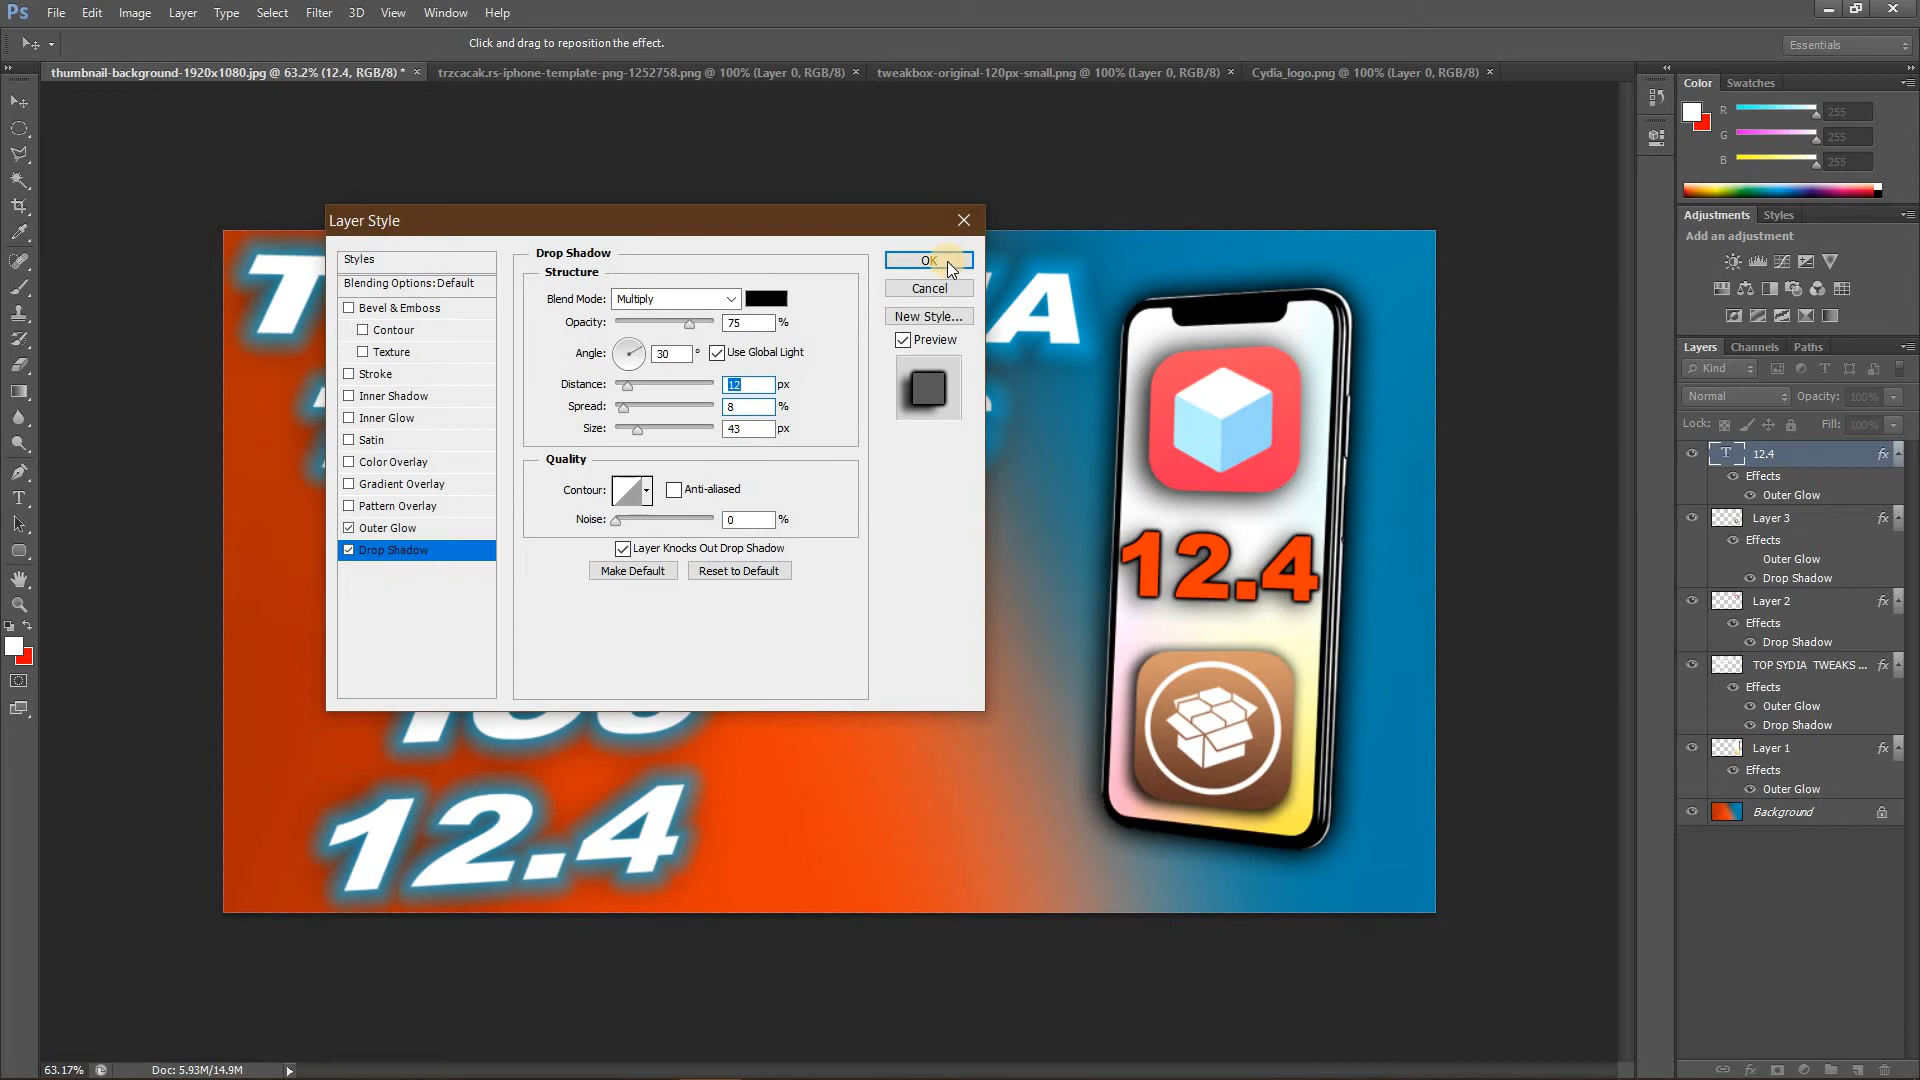 Ps File Edit Image Layer Type Select Filter 3D View Window Help
Click and drag to reposition the effect.
Essentials
thumbnail-background-1920x1080.jpg @ 63.2% (12.4, RGB/8) * ×
trzcacak.rs-iphone-template-png-1252758.png @ 100% (Layer 0, RGB/8) ×
tweakbox-original-120px-small.png @ 100% (Layer 0, RGB/8) ×
Cydia_logo.png @ 100% (Layer 0, RGB/8) ×
Layer Style
Styles
Blending Options: Default
Bevel & Emboss
Contour
Texture
Stroke
Inner Shadow
Inner Glow
Satin
Color Overlay
Gradient Overlay
Pattern Overlay
Outer Glow
Drop Shadow
Drop Shadow
Structure
Blend Mode: Multiply
Opacity: 75 %
Angle: 30 ° Use Global Light
Distance: 12 px
Spread: 8 %
Size: 43 px
Quality
Contour: Anti-aliased
Noise: 0 %
Layer Knocks Out Drop Shadow
Make Default Reset to Default
OK
Cancel
New Style...
Preview
12.4
12.4
Color Swatches
R 255
G 255
B 255
Adjustments Styles
Add an adjustment
Layers Channels Paths
Kind
Normal Opacity: 100%
Lock: Fill: 100%
T 12.4 fx
Effects
Outer Glow
Layer 3 fx
Effects
Outer Glow
Drop Shadow
Layer 2 fx
Effects
Drop Shadow
TOP SYDIA TWEAKS ... fx
Effects
Outer Glow
Drop Shadow
Layer 1 fx
Effects
Outer Glow
Background
63.17% Doc: 5.93M/14.9M